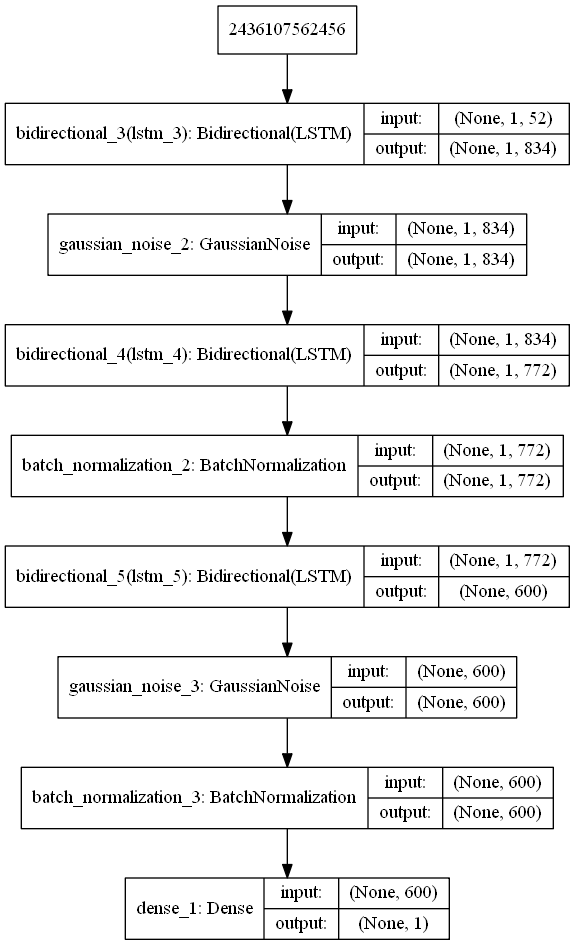 2436107562456
bidirectional_3(lstm_3): Bidirectional(LSTM)
input: (None, 1, 52)
output: (None, 1, 834)
gaussian_noise_2: GaussianNoise
input: (None, 1, 834)
output: (None, 1, 834)
bidirectional_4(lstm_4): Bidirectional(LSTM)
input: (None, 1, 834)
output: (None, 1, 772)
batch_normalization_2: BatchNormalization
input: (None, 1, 772)
output: (None, 1, 772)
bidirectional_5(lstm_5): Bidirectional(LSTM)
input: (None, 1, 772)
output: (None, 600)
gaussian_noise_3: GaussianNoise
input: (None, 600)
output: (None, 600)
batch_normalization_3: BatchNormalization
input: (None, 600)
output: (None, 600)
dense_1: Dense
input: (None, 600)
output: (None, 1)